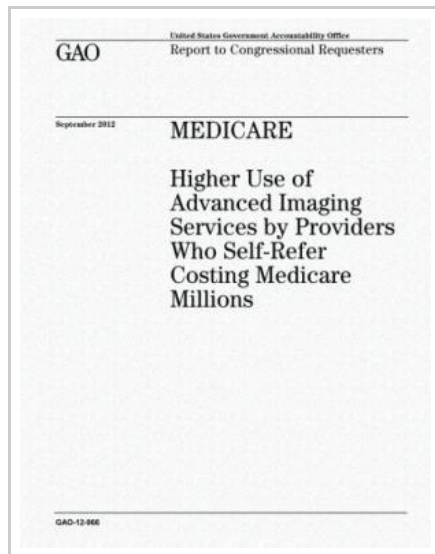 United States Government Accountability Office
GAO
Report to Congressional Requesters
September 2012
MEDICARE
Higher Use of
Advanced Imaging
Services by Providers
Who Self-Refer
Costing Medicare
Millions
GAO-12-966